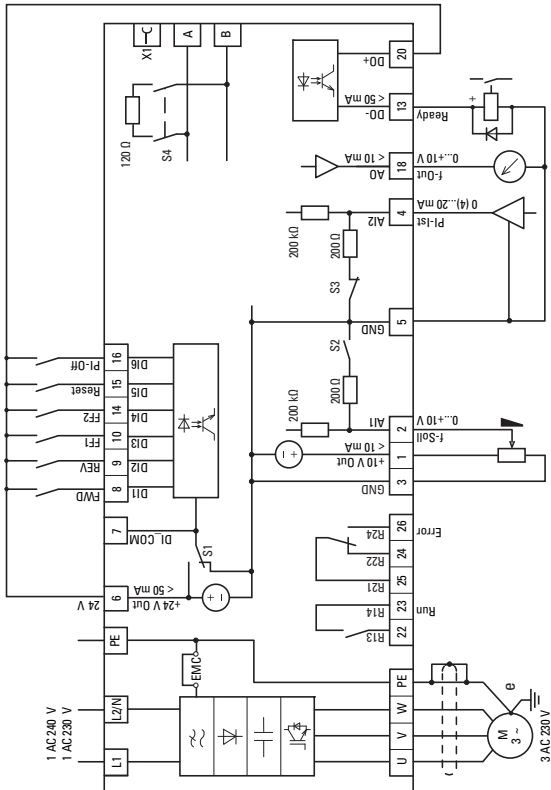 X1
A
B
120 Ω
S4
20
DO+
13
DO-
< 50 mA
Ready
+
18
AO
< 10 mA
f-Out
0...+10 V
4
AI2
PI-Ist
0 (4)...20 mA
200 kΩ
200 Ω
S3
5
GND
S2
200 Ω
200 kΩ
2
AI1
f-Soll
0...+10 V
1
+10 V Out
< 10 mA
- +
3
GND
16
DI6
PI-Off
15
DI5
Reset
14
DI4
FF2
10
DI3
FF1
9
DI2
REV
8
DI1
FWD
7
DI_COM
S1
6
24 V
+24 V Out
< 50 mA
+ -
26
R24
24
R22
25
R21
Error
23
R14
22
R13
Run
PE
EMC
L2/N
L1
1 AC 240 V
1 AC 230 V
PE
W
V
U
e
M
3 ~
3 AC 230 V